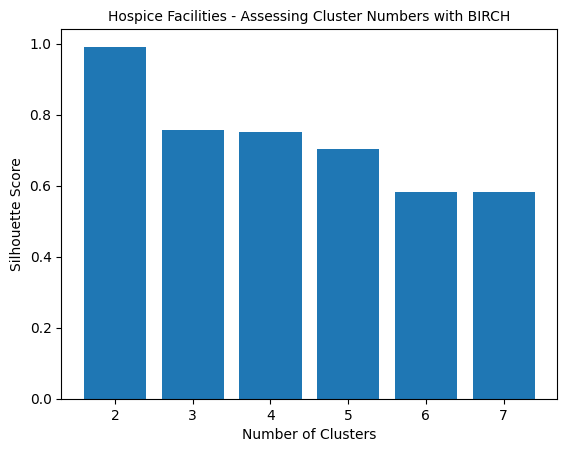 Hospice Facilities - Assessing Cluster Numbers with BIRCH
1.0
0.8
0.6
0.4
0.2
0.0
Silhouette Score
2 3 4 5 6 7
Number of Clusters